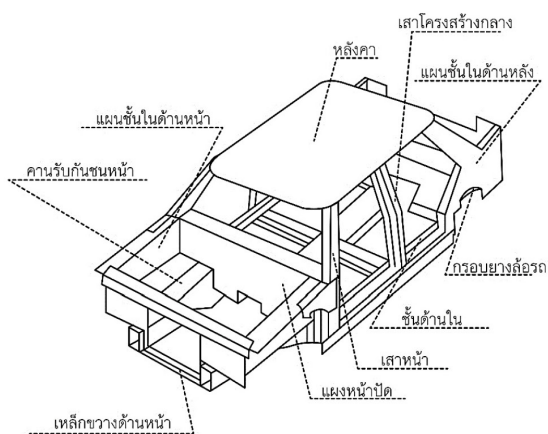 เสาโครงสร้างกลาง
หลังคา
แผนชั้นในด้านหลัง
แผนชั้นในด้านหน้า
คานรับกันชนหน้า
กรอบยางล้อรถ
ชั้นด้านใน
เสาหน้า
แผงหน้าปัด
เหล็กขวางด้านหน้า